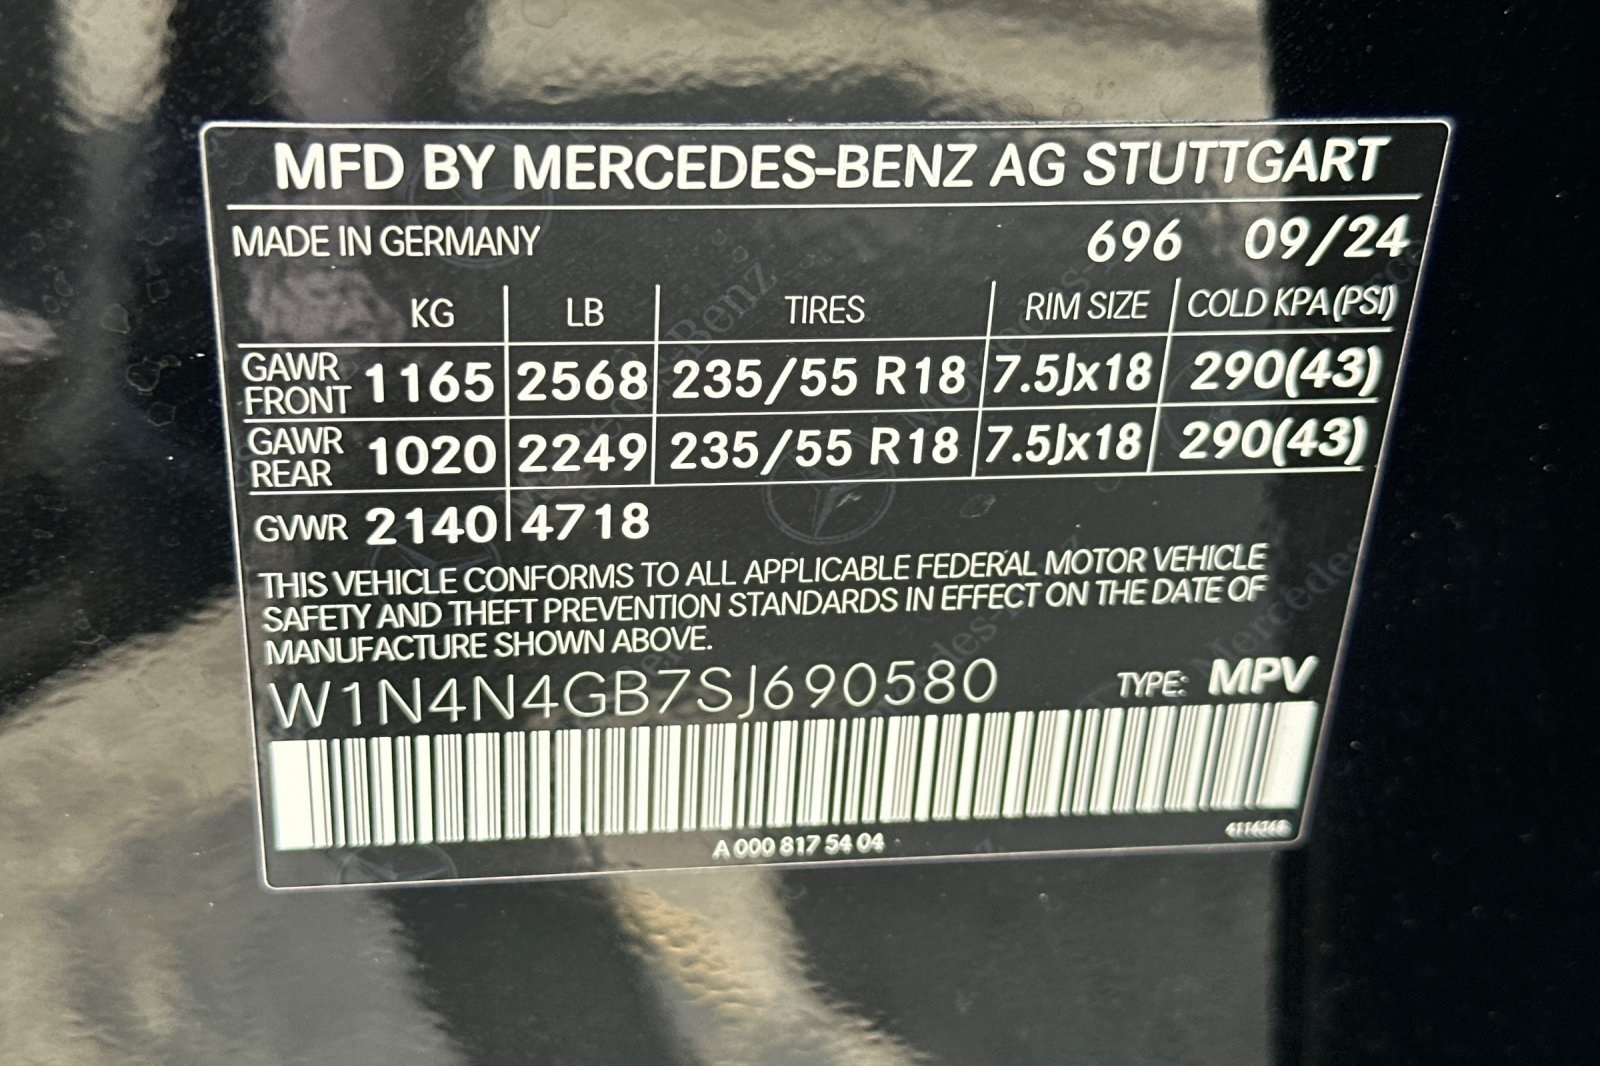 MFD BY MERCEDES-BENZ AG STUTTGART
MADE IN GERMANY 696 09/24
KG LB TIRES RIM SIZE COLD KPA(PSI)
GAWR FRONT 1165 2568 235/55 R18 7.5Jx18 290(43)
GAWR REAR 1020 2249 235/55 R18 7.5Jx18 290(43)
GVWR 2140 4718
THIS VEHICLE CONFORMS TO ALL APPLICABLE FEDERAL MOTOR VEHICLE
SAFETY AND THEFT PREVENTION STANDARDS IN EFFECT ON THE DATE OF
MANUFACTURE SHOWN ABOVE.
W1N4N4GB7SJ690580 TYPE: MPV
A 000 817 54 04